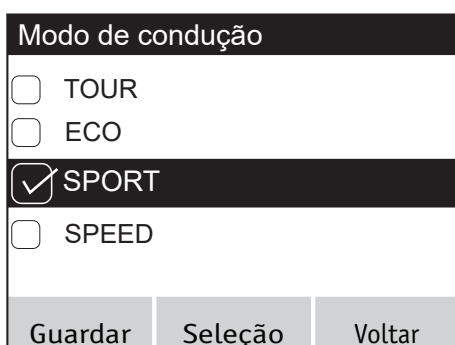 Modo de condução
TOUR
ECO
SPORT
SPEED
Guardar Seleção Voltar